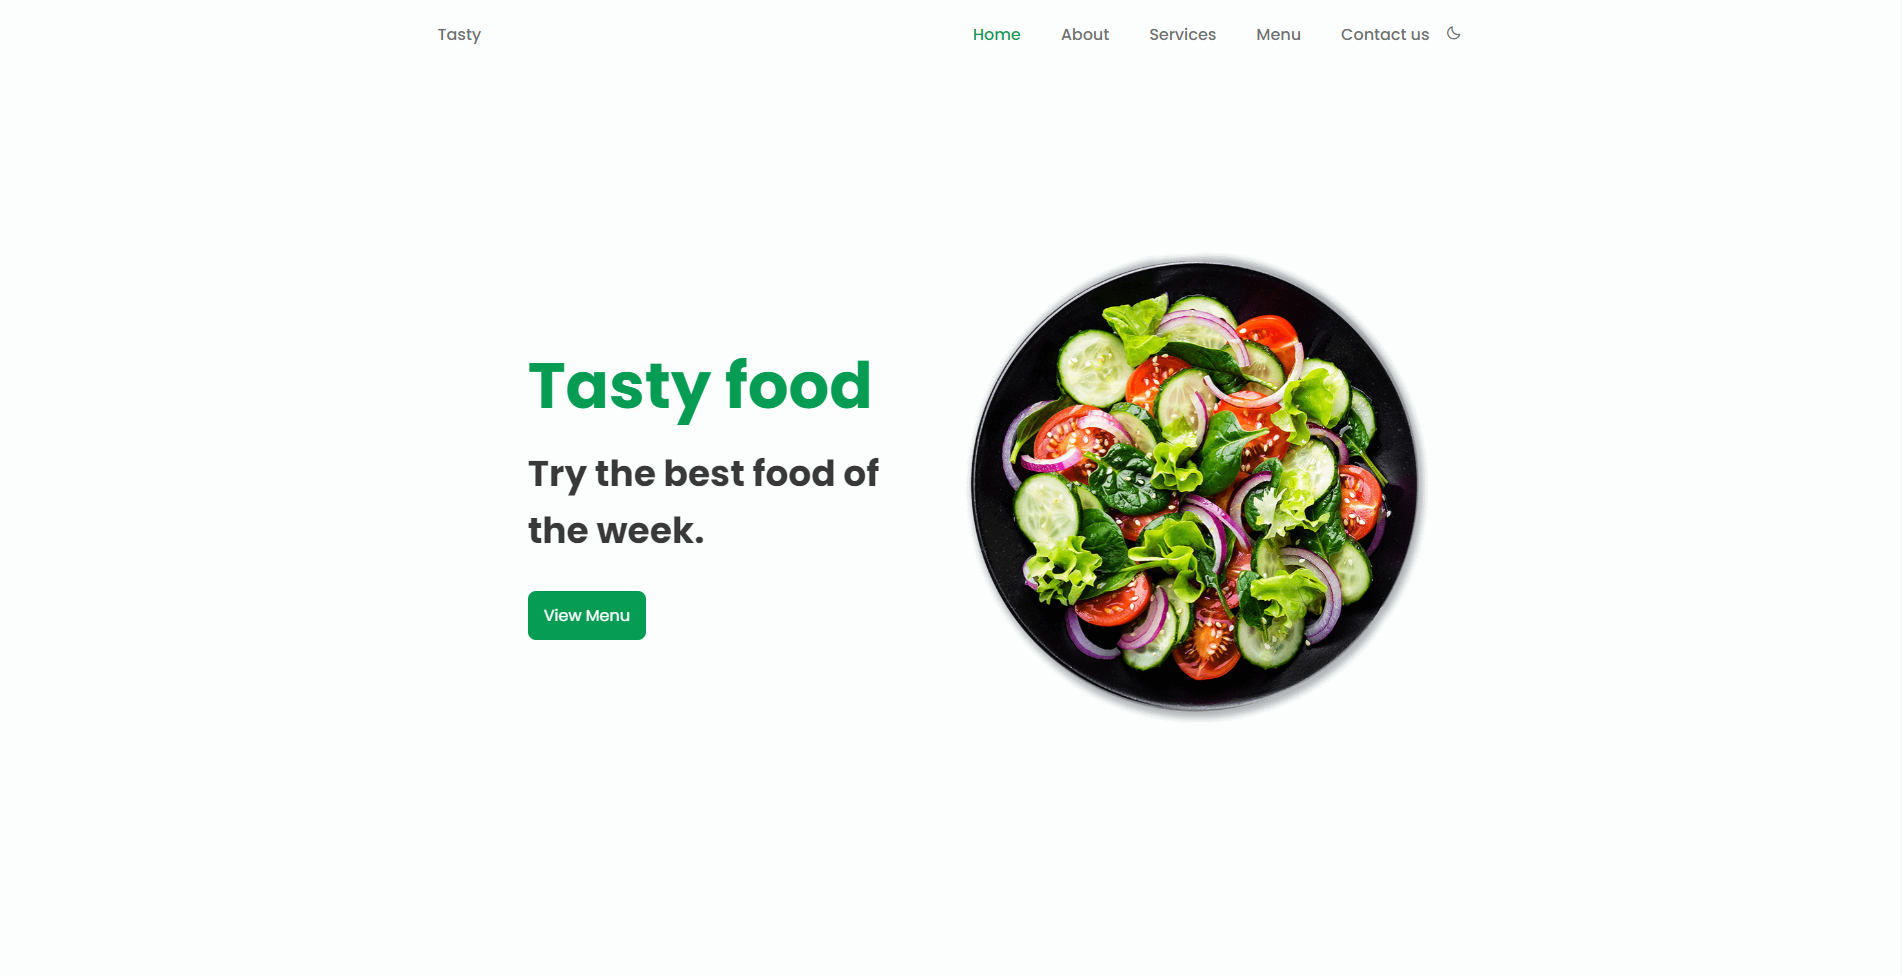 Tasty
Home About Services Menu Contact us
Tasty food
Try the best food of
the week.
View Menu